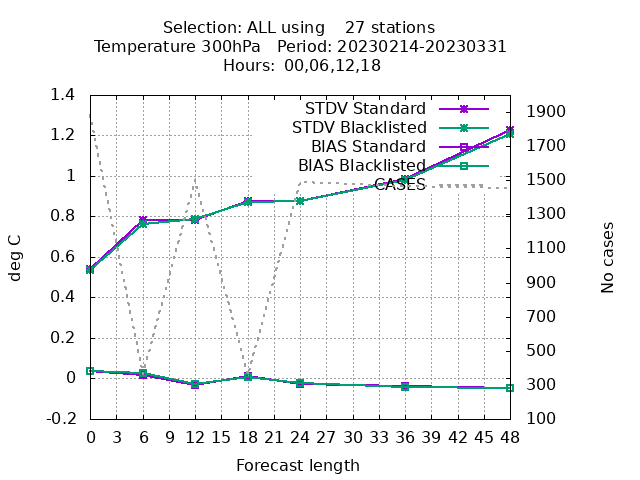 Selection: ALL using    27 stations
Temperature 300hPa   Period: 20230214-20230331
Hours: 00,06,12,18
STDV Standard
STDV Blacklisted
BIAS Standard
BIAS Blacklisted
CASES
deg C
1.4
1.2
1
0.8
0.6
0.4
0.2
0
-0.2
No cases
1900
1700
1500
1300
1100
900
700
500
300
100
0 3 6 9 12 15 18 21 24 27 30 33 36 39 42 45 48
Forecast length